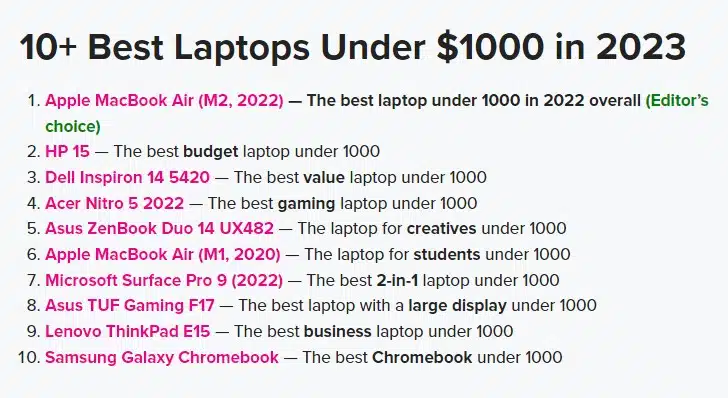 10+ Best Laptops Under $1000 in 2023
1. Apple MacBook Air (M2, 2022) — The best laptop under 1000 in 2022 overall (Editor's
choice)
2. HP 15 — The best budget laptop under 1000
3. Dell Inspiron 14 5420 — The best value laptop under 1000
4. Acer Nitro 5 2022 — The best gaming laptop under 1000
5. Asus ZenBook Duo 14 UX482 — The laptop for creatives under 1000
6. Apple MacBook Air (M1, 2020) — The laptop for students under 1000
7. Microsoft Surface Pro 9 (2022) — The best 2-in-1 laptop under 1000
8. Asus TUF Gaming F17 — The best laptop with a large display under 1000
9. Lenovo ThinkPad E15 — The best business laptop under 1000
10. Samsung Galaxy Chromebook — The best Chromebook under 1000